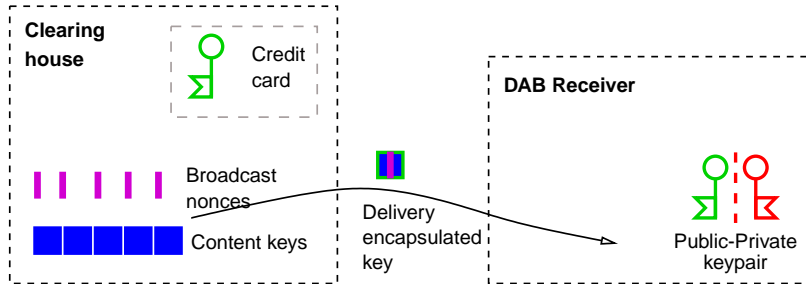 Clearing
house
Credit
card
DAB Receiver
Broadcast
nonces
Content keys
Delivery
encapsulated
key
Public-Private
keypair